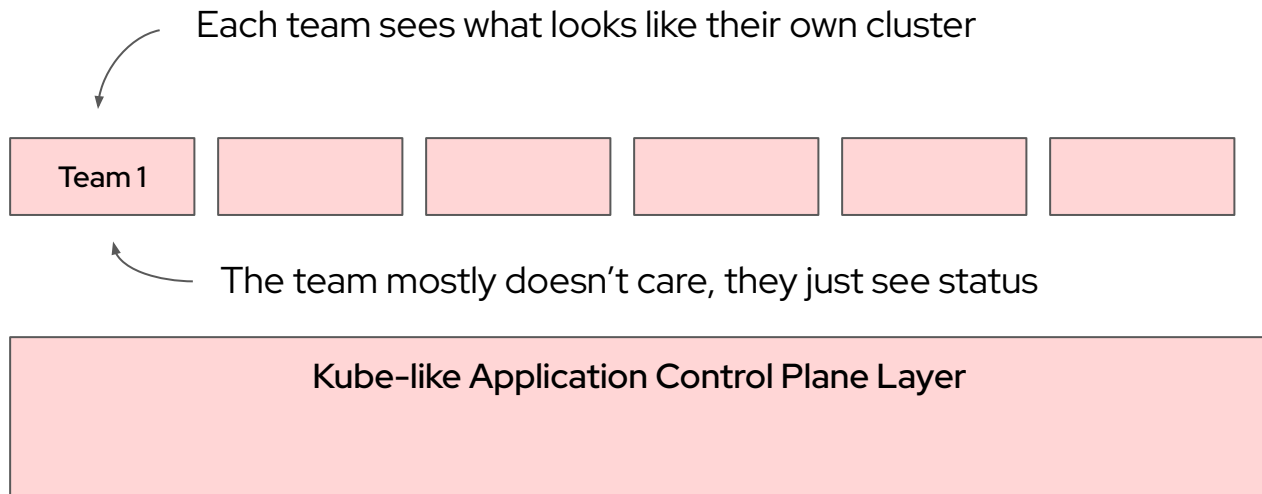 Each team sees what looks like their own cluster
Team 1
The team mostly doesn’t care, they just see status
Kube-like Application Control Plane Layer